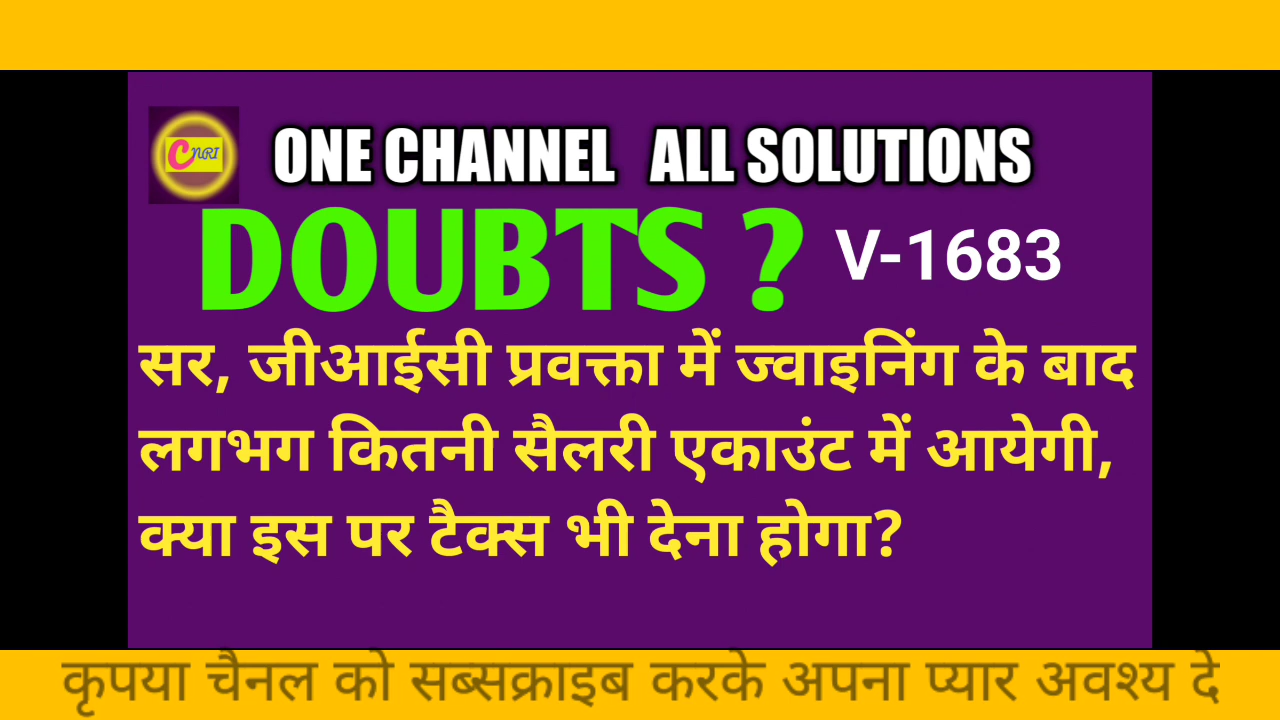 CNRI
ONE CHANNEL ALL SOLUTIONS
DOUBTS ? V-1683
सर, जीआईसी प्रवक्ता में ज्वाइनिंग के बाद
लगभग कितनी सैलरी एकाउंट में आयेगी,
क्या इस पर टैक्स भी देना होगा?
कृपया चैनल को सब्सक्राइब करके अपना प्यार अवश्य दे